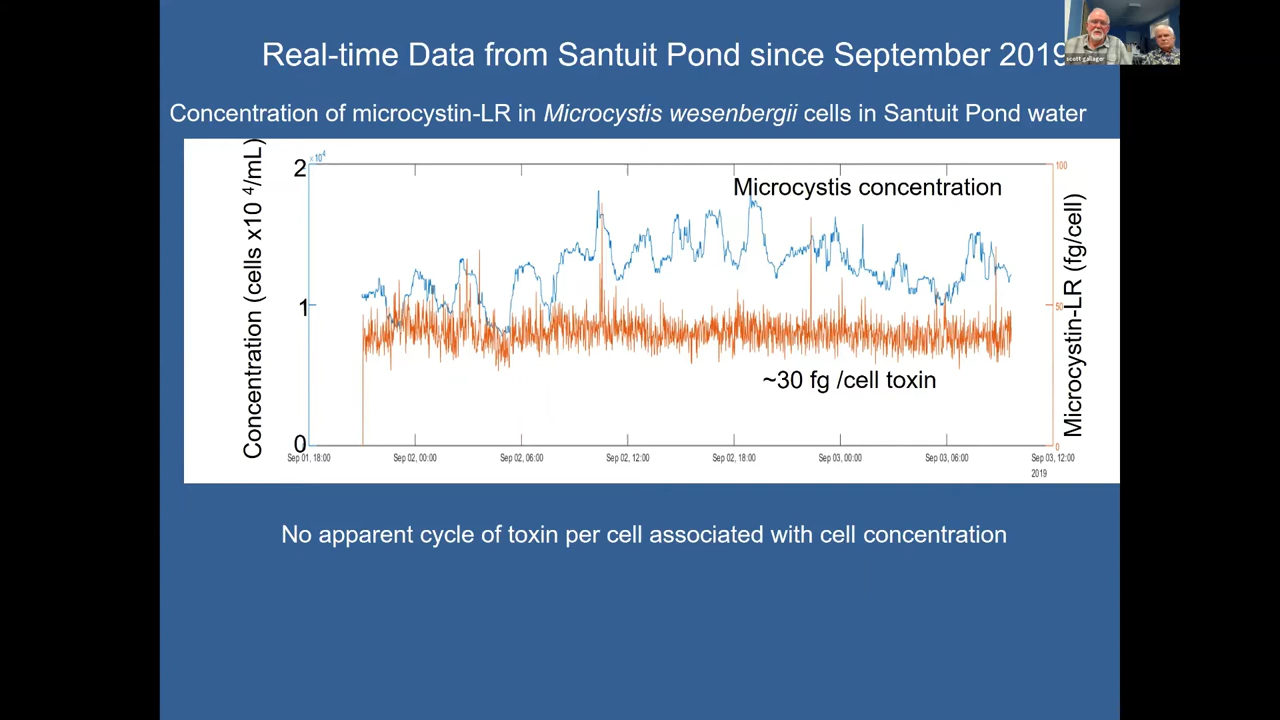 Real-time Data from Santuit Pond since September 2019
scott gallager
Concentration of microcystin-LR in Microcystis wesenbergii cells in Santuit Pond water
Concentration (cells x10 4/mL)
2
×10^4
1
0
Microcystis concentration
~30 fg /cell toxin
100
50
0
Microcystin-LR (fg/cell)
Sep 01, 18:00
Sep 02, 00:00
Sep 02, 06:00
Sep 02, 12:00
Sep 02, 18:00
Sep 03, 00:00
Sep 03, 06:00
Sep 03, 12:00
2019
No apparent cycle of toxin per cell associated with cell concentration